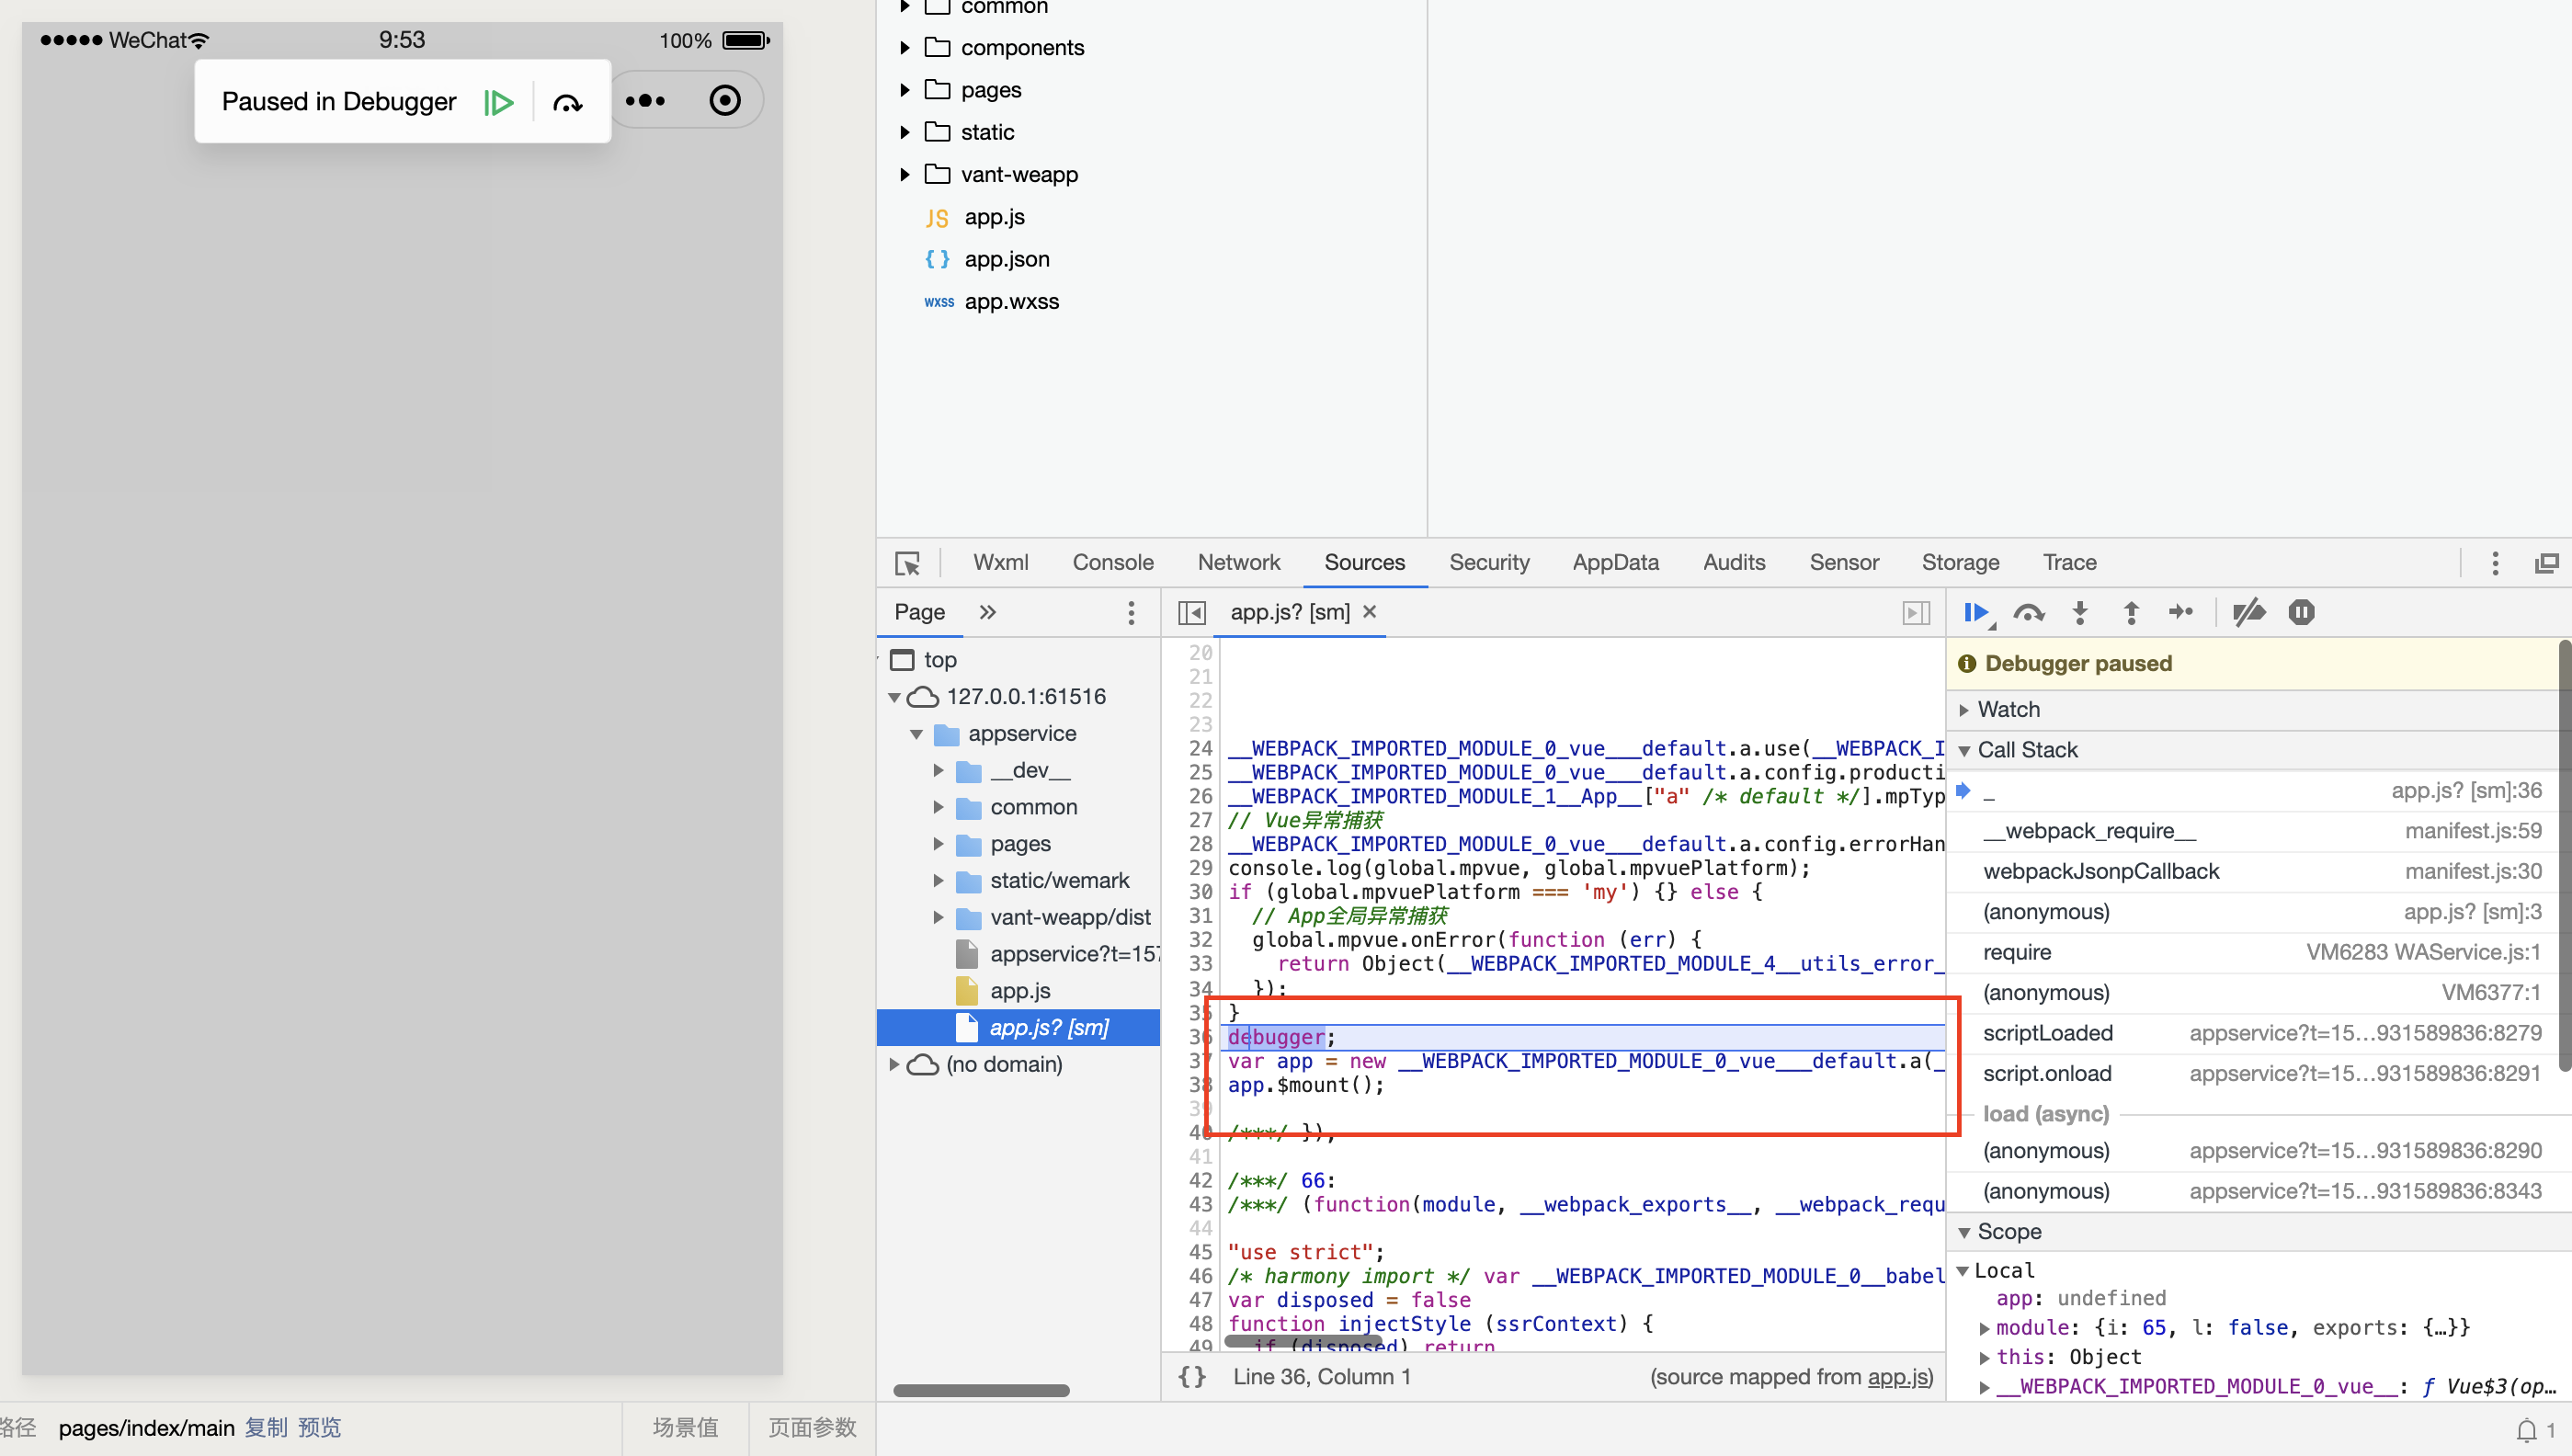 WeChat
9:53
100%
Paused in Debugger
common
components
pages
static
vant-weapp
JS app.js
{ } app.json
wxss app.wxss
Wxml Console Network Sources Security AppData Audits Sensor Storage Trace
Page
top
127.0.0.1:61516
appservice
__dev__
common
pages
static/wemark
vant-weapp/dist
appservice?t=157
app.js
app.js? [sm]
(no domain)
app.js? [sm] ×
20
21
22
23
24 __WEBPACK_IMPORTED_MODULE_0_vue___default.a.use(__WEBPACK_I
25 __WEBPACK_IMPORTED_MODULE_0_vue___default.a.config.producti
26 __WEBPACK_IMPORTED_MODULE_1__App__["a" /* default */].mpTyp
27 // Vue异常捕获
28 __WEBPACK_IMPORTED_MODULE_0_vue___default.a.config.errorHan
29 console.log(global.mpvue, global.mpvuePlatform);
30 if (global.mpvuePlatform === 'my') {} else {
31 // App全局异常捕获
32 global.mpvue.onError(function (err) {
33 return Object(__WEBPACK_IMPORTED_MODULE_4__utils_error_
34 });
35 }
36 debugger;
37 var app = new __WEBPACK_IMPORTED_MODULE_0_vue___default.a(_
38 app.$mount();
39
40 /***/ }),
41
42 /***/ 66:
43 /***/ (function(module, __webpack_exports__, __webpack_requ
44
45 "use strict";
46 /* harmony import */ var __WEBPACK_IMPORTED_MODULE_0__babel
47 var disposed = false
48 function injectStyle (ssrContext) {
49 if (disposed) return
{} Line 36, Column 1
(source mapped from app.js)
Debugger paused
Watch
Call Stack
_ app.js? [sm]:36
__webpack_require__ manifest.js:59
webpackJsonpCallback manifest.js:30
(anonymous) app.js? [sm]:3
require VM6283 WAService.js:1
(anonymous) VM6377:1
scriptLoaded appservice?t=15…931589836:8279
script.onload appservice?t=15…931589836:8291
load (async)
(anonymous) appservice?t=15…931589836:8290
(anonymous) appservice?t=15…931589836:8343
Scope
Local
app: undefined
module: {i: 65, l: false, exports: {…}}
this: Object
__WEBPACK_IMPORTED_MODULE_0_vue__: ƒ Vue$3(op…
路径 pages/index/main 复制 预览 场景值 页面参数
1